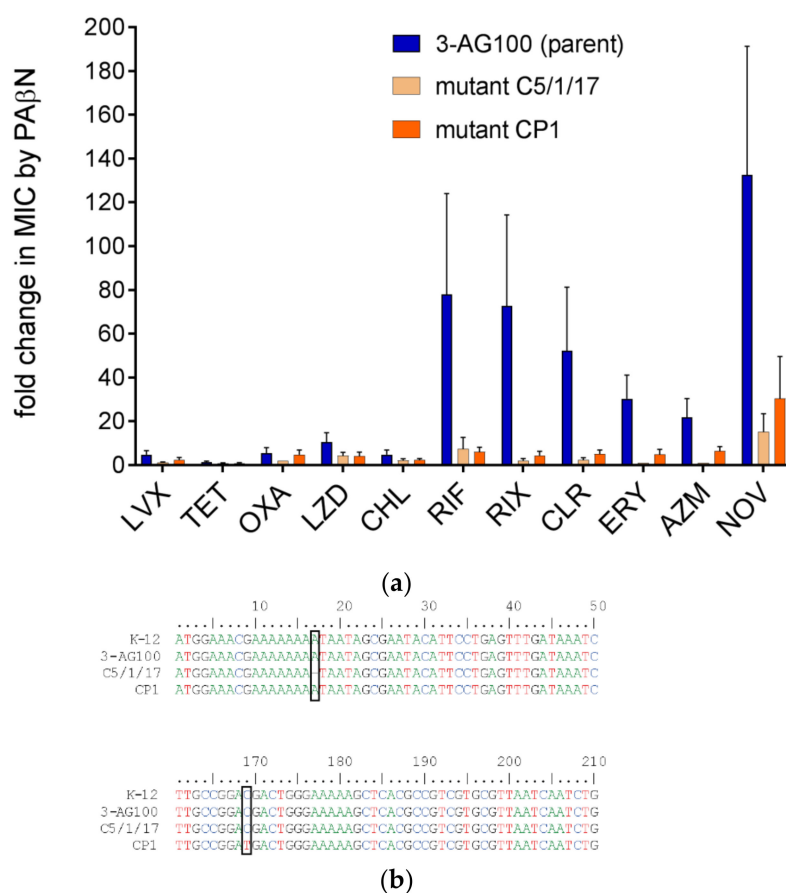 200
180
160
140
120
100
80
60
40
20
0
fold change in MIC by PAβN
3-AG100 (parent)
mutant C5/1/17
mutant CP1
LVX TET OXA LZD CHL RIF RIX CLR ERY AZM NOV
(a)
10 20 30 40 50
K-12 ATGGAAACGAAAAAAAATAATAGCGAATACATTCCTGAGTTTGATAAATC
3-AG100 ATGGAAACGAAAAAAAATAATAGCGAATACATTCCTGAGTTTGATAAATC
C5/1/17 ATGGAAACGAAAAAAA-TAATAGCGAATACATTCCTGAGTTTGATAAATC
CP1 ATGGAAACGAAAAAAAATAATAGCGAATACATTCCTGAGTTTGATAAATC
170 180 190 200 210
K-12 TTGCCGGACGACTGGGAAAAAGCTCACGCCGTCGTGCGTTAATCAATCTG
3-AG100 TTGCCGGACGACTGGGAAAAAGCTCACGCCGTCGTGCGTTAATCAATCTG
C5/1/17 TTGCCGGACGACTGGGAAAAAGCTCACGCCGTCGTGCGTTAATCAATCTG
CP1 TTGCCGGATGACTGGGAAAAAGCTCACGCCGTCGTGCGTTAATCAATCTG
(b)